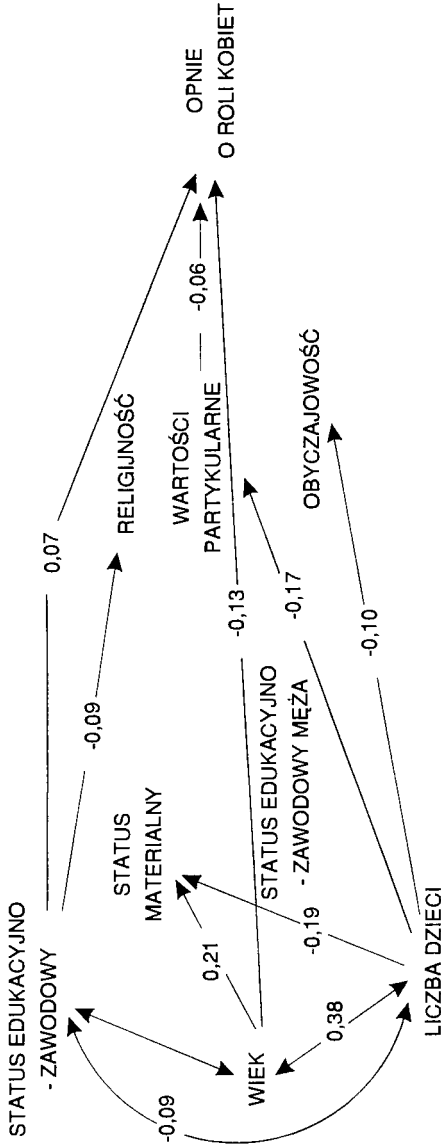 STATUS EDUKACYJNO
- ZAWODOWY
0,07
OPNIE
O ROLI KOBIET
-0,09
RELIGIJNOŚĆ
-0,09
STATUS
MATERIALNY
WARTOŚCI
PARTYKULARNE
-0,06
0,21
WIEK
-0,13
STATUS EDUKACYJNO
- ZAWODOWY MĘŻA
0,38
-0,19
-0,17
OBYCZAJOWOŚĆ
-0,10
LICZBA DZIECI